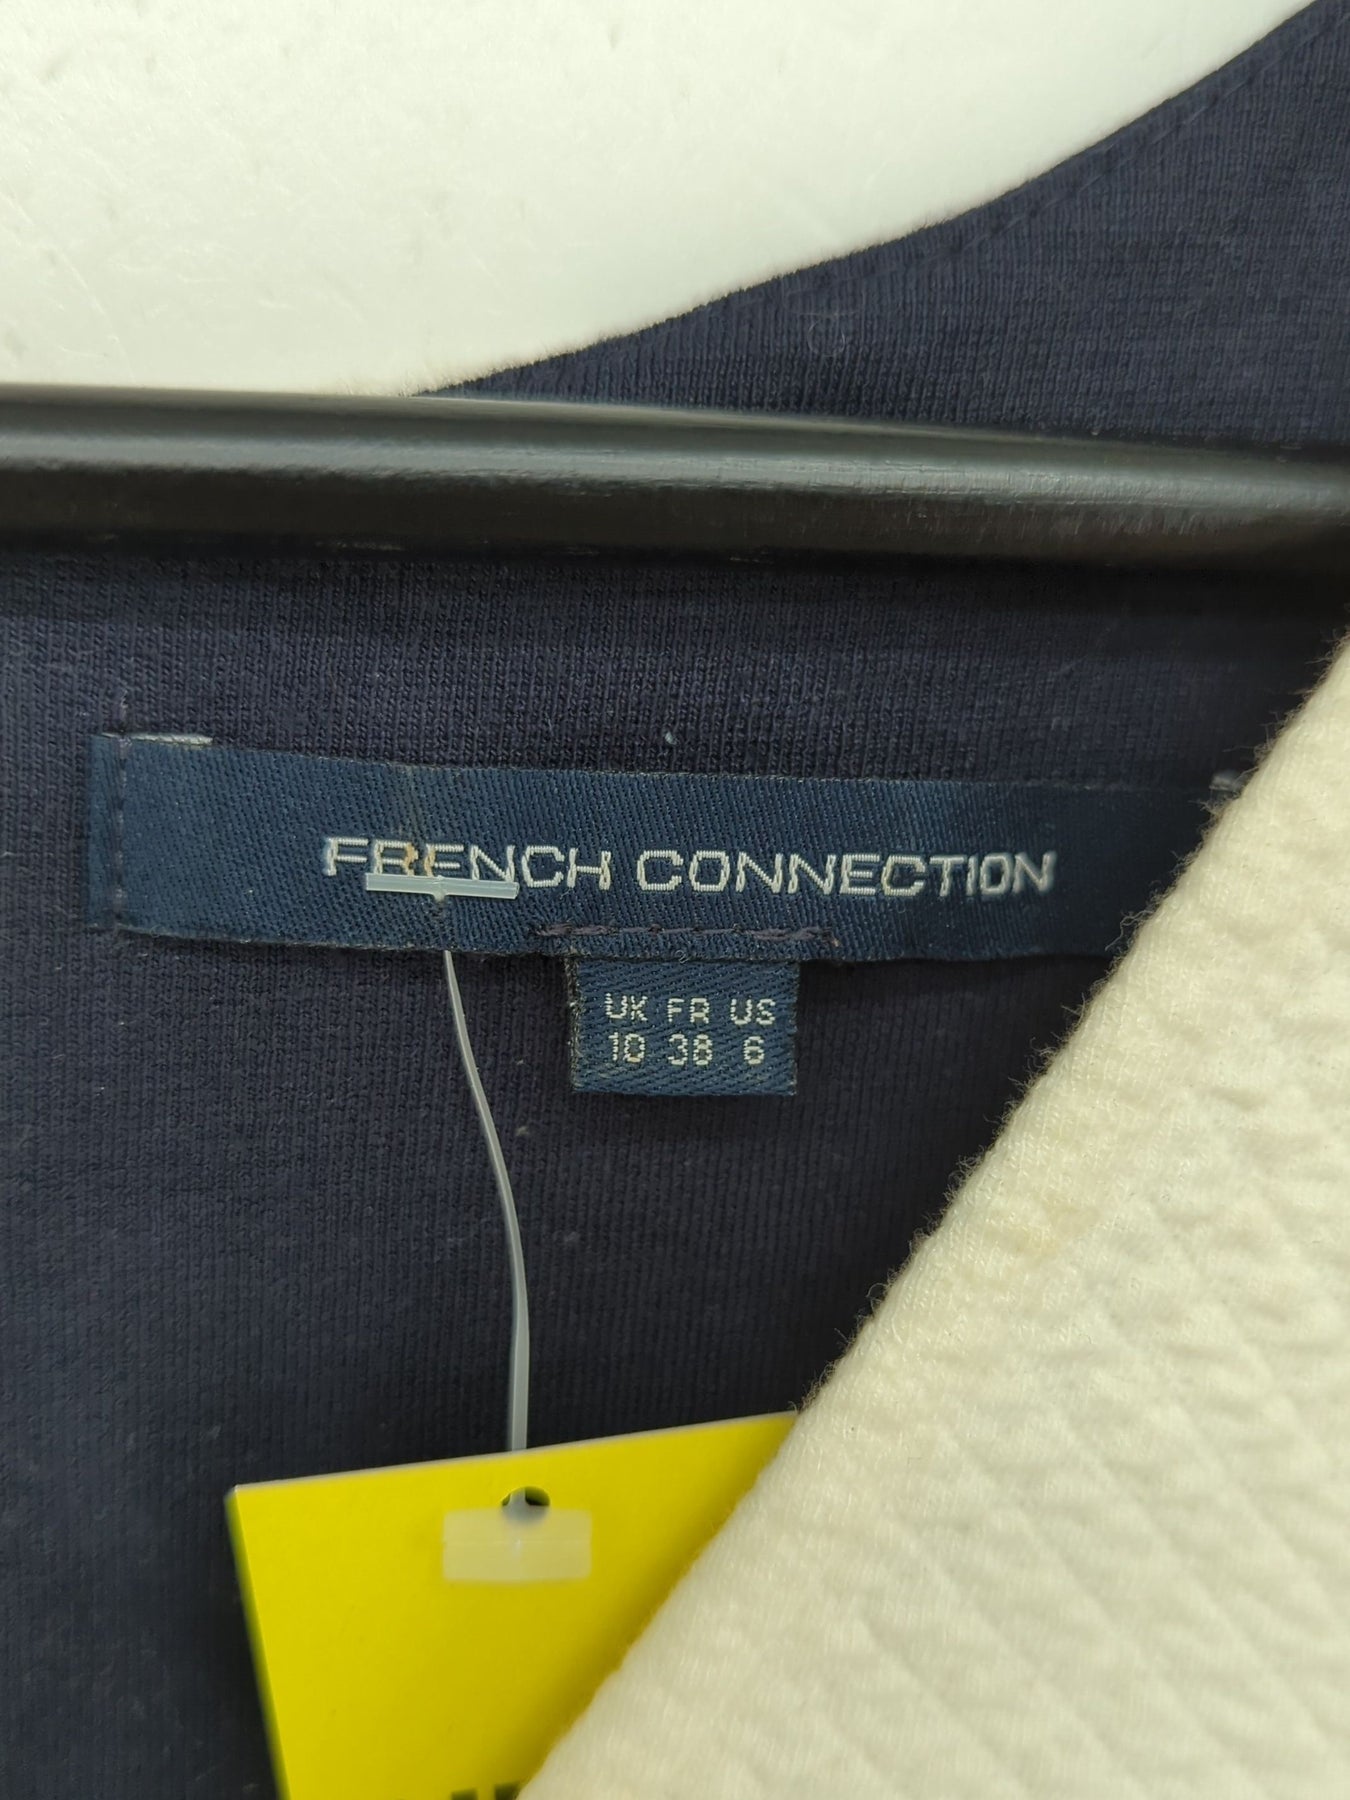 FRENCH CONNECTION
UK FR US
10 38 6